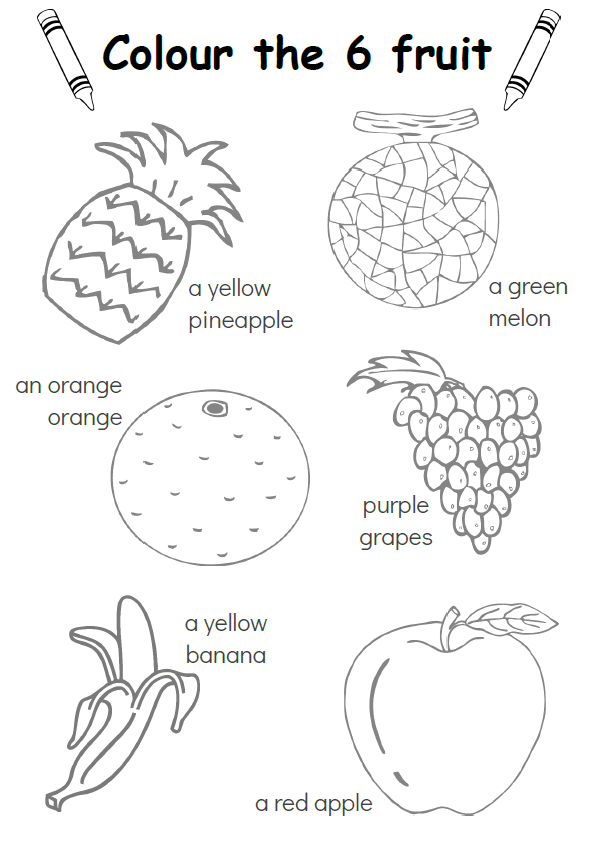 Colour the 6 fruit
a yellow
pineapple
a green
melon
an orange
orange
purple
grapes
a yellow
banana
a red apple